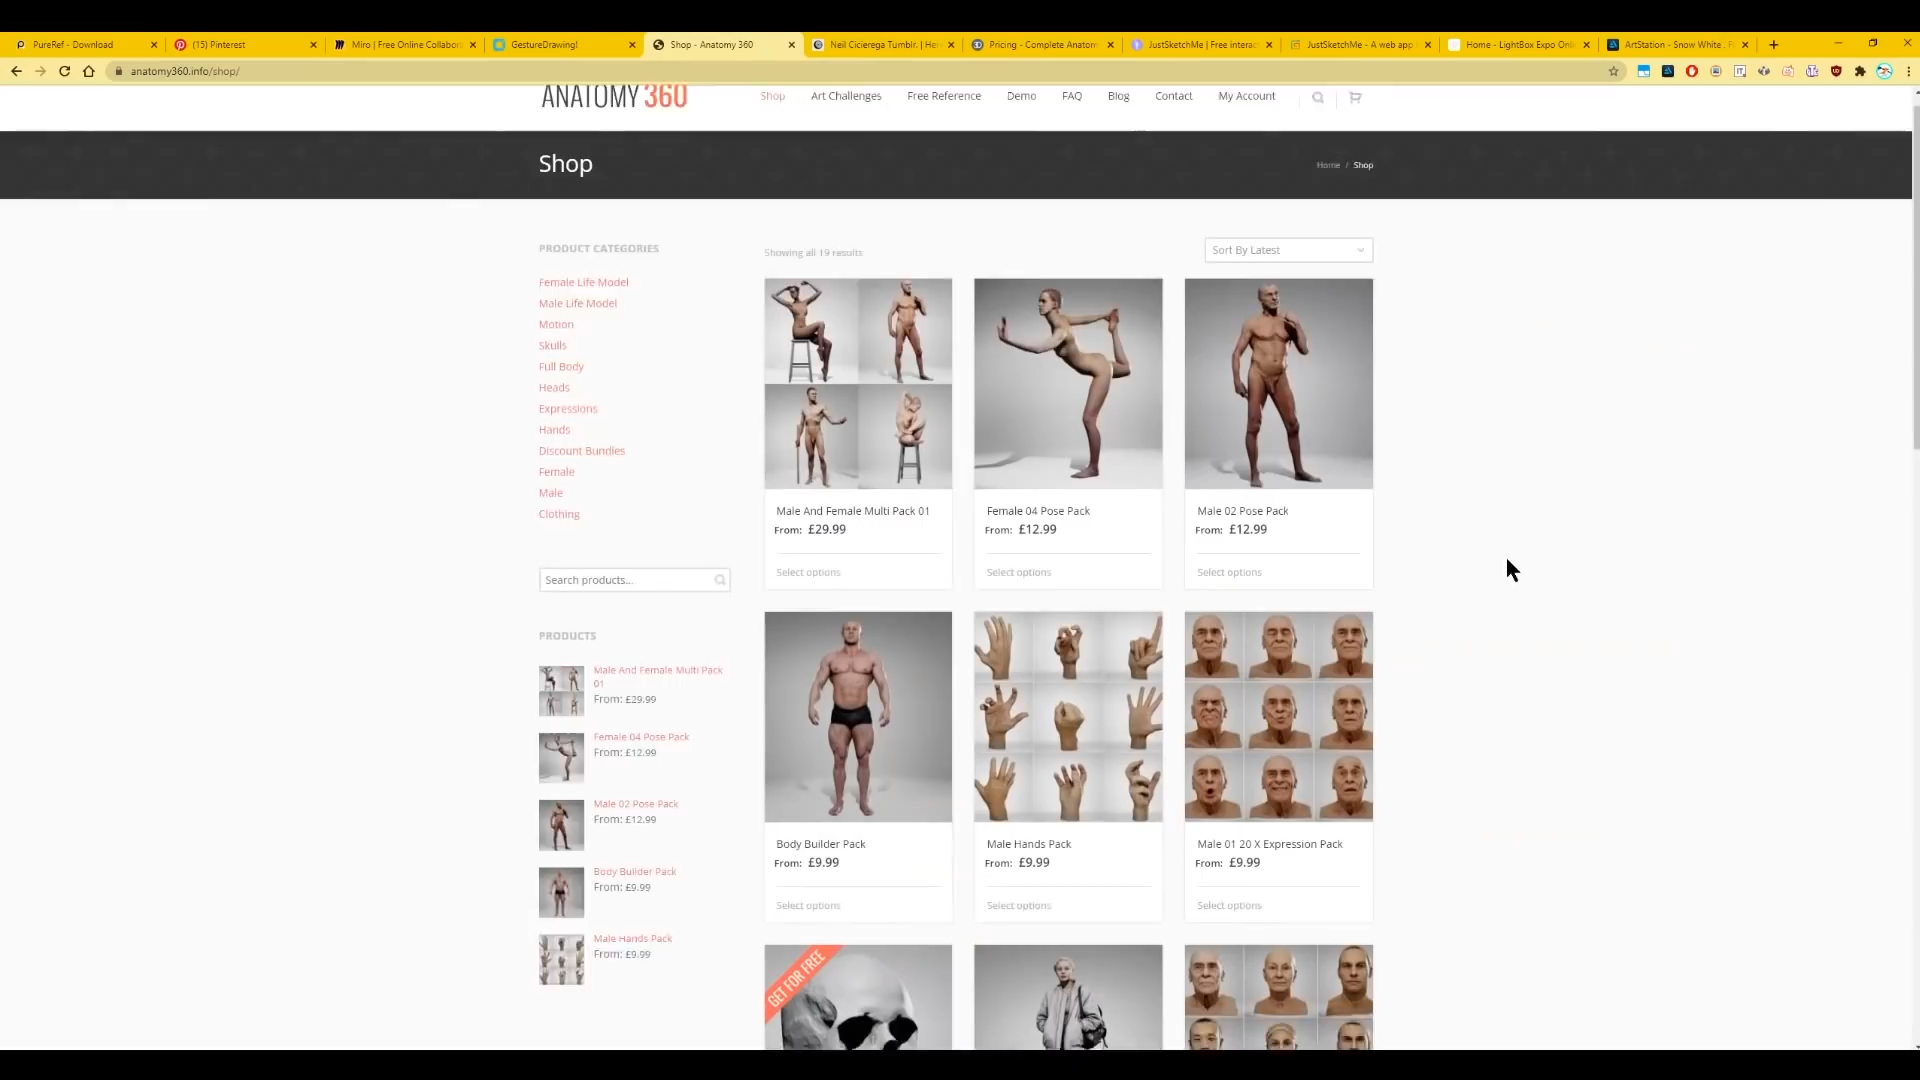 PureRef - Download
(15) Pinterest
Miro | Free Online Collabora
GestureDrawing!
Shop - Anatomy 360
Neil Cicierega Tumblr. | Her
Pricing - Complete Anatom
JustSketchMe | Free interac
JustSketchMe - A web app
Home - LightBox Expo Onli
ArtStation - Snow White
anatomy360.info/shop/
ANATOMY 360
Shop
Art Challenges
Free Reference
Demo
FAQ
Blog
Contact
My Account
Shop
Home / Shop
PRODUCT CATEGORIES
Female Life Model
Male Life Model
Motion
Skulls
Full Body
Heads
Expressions
Hands
Discount Bundles
Female
Male
Clothing
Search products...
PRODUCTS
Male And Female Multi Pack
01
From: £29.99
Female 04 Pose Pack
From: £12.99
Male 02 Pose Pack
From: £12.99
Body Builder Pack
From: £9.99
Male Hands Pack
From: £9.99
Showing all 19 results
Sort By Latest
Male And Female Multi Pack 01
From: £29.99
Select options
Female 04 Pose Pack
From: £12.99
Select options
Male 02 Pose Pack
From: £12.99
Select options
Body Builder Pack
From: £9.99
Select options
Male Hands Pack
From: £9.99
Select options
Male 01 20 X Expression Pack
From: £9.99
Select options
GET FOR FREE